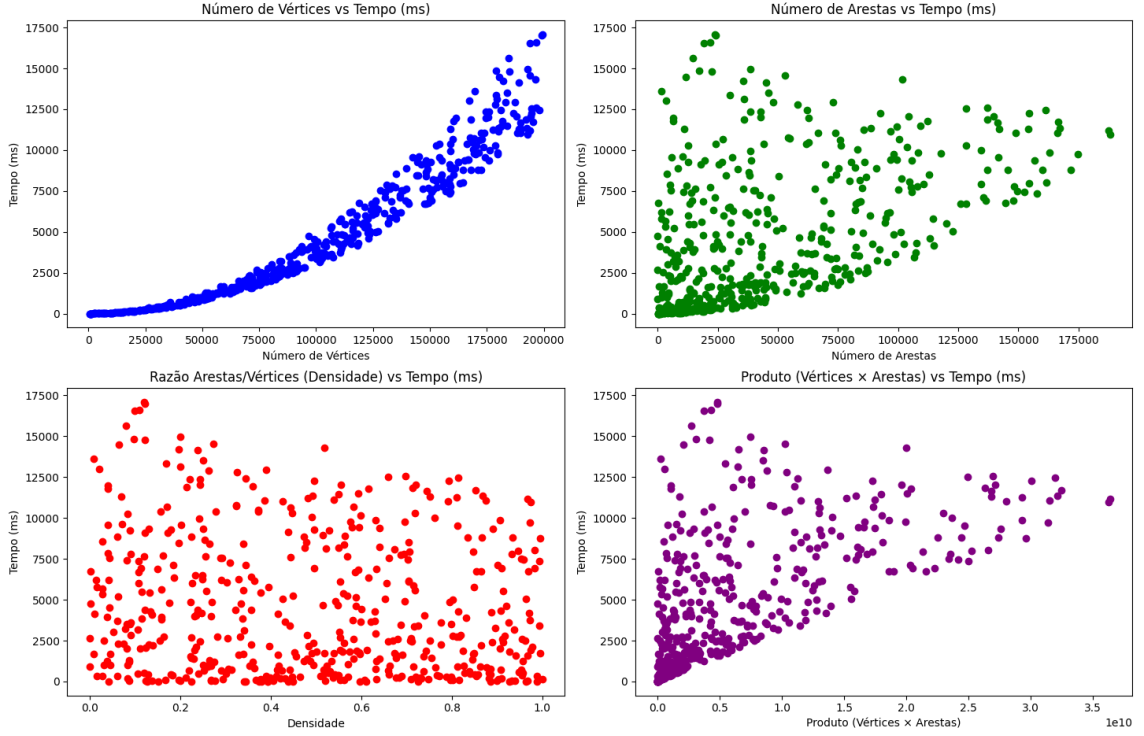 Número de Vértices vs Tempo (ms)
Tempo (ms)
17500
15000
12500
10000
7500
5000
2500
0
0 25000 50000 75000 100000 125000 150000 175000 200000
Número de Vértices
Número de Arestas vs Tempo (ms)
Tempo (ms)
17500
15000
12500
10000
7500
5000
2500
0
0 25000 50000 75000 100000 125000 150000 175000
Número de Arestas
Razão Arestas/Vértices (Densidade) vs Tempo (ms)
Tempo (ms)
17500
15000
12500
10000
7500
5000
2500
0
0.0 0.2 0.4 0.6 0.8 1.0
Densidade
Produto (Vértices × Arestas) vs Tempo (ms)
Tempo (ms)
17500
15000
12500
10000
7500
5000
2500
0
0.0 0.5 1.0 1.5 2.0 2.5 3.0 3.5
1e10
Produto (Vértices × Arestas)